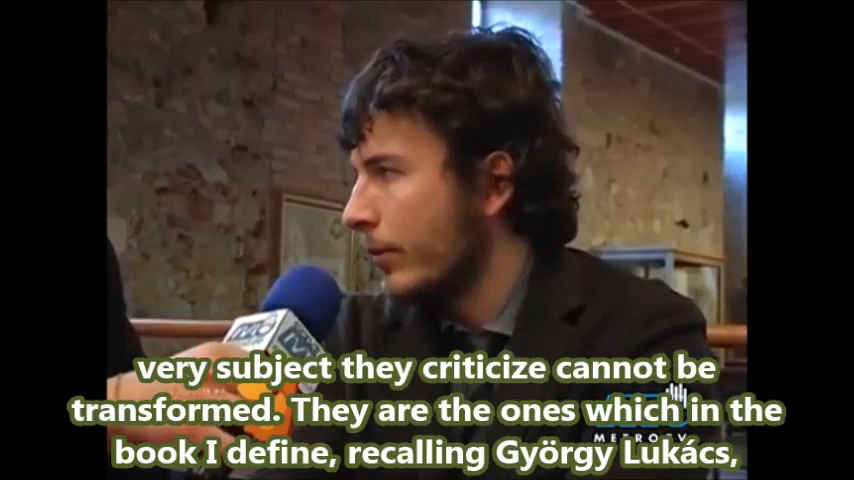 very subject they criticize cannot be
transformed. They are the ones which in the
book I define, recalling György Lukács,
METROTV